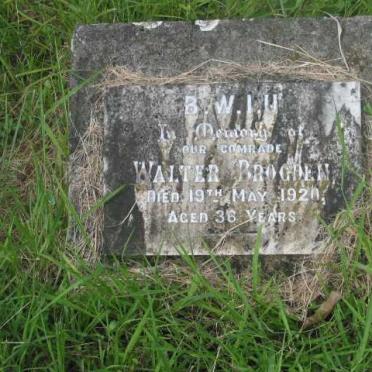 B.W.I.U
In Memory of
OUR COMRADE
WALTER BROGDEN
DIED 19TH MAY 1920
AGED 36 YEARS